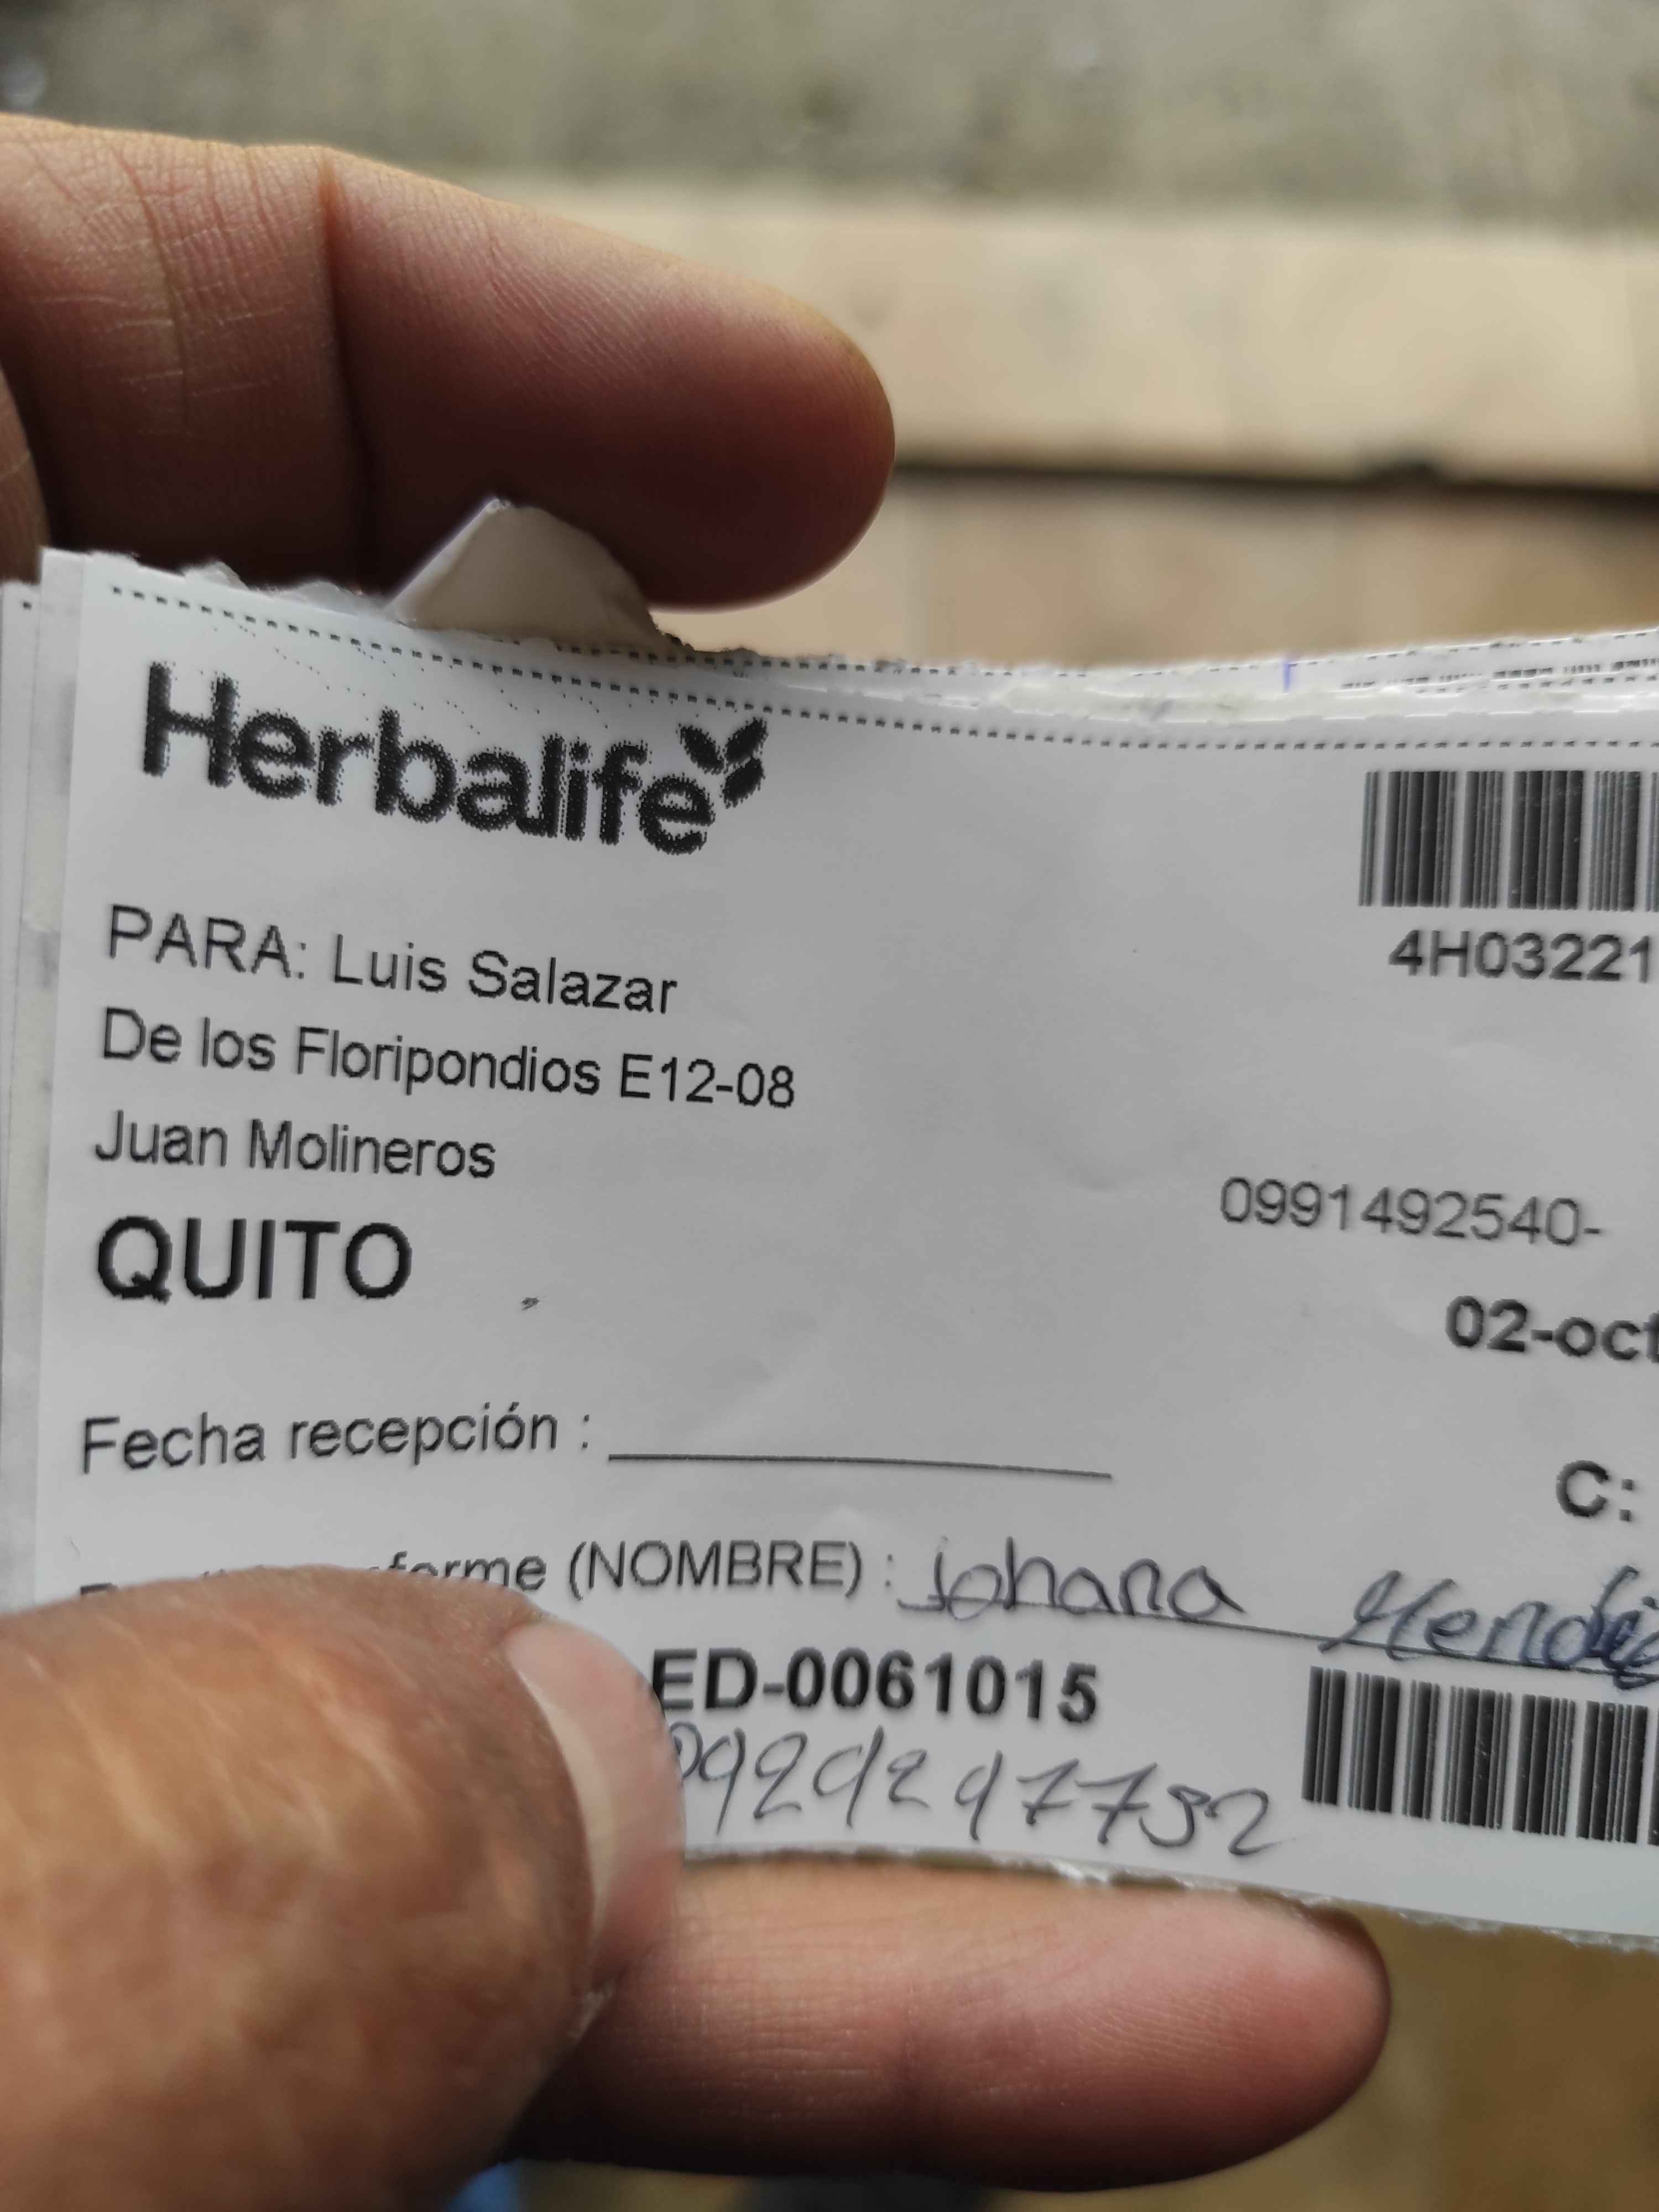 Herbalife
4H03221
PARA: Luis Salazar
De los Floripondios E12-08
Juan Molineros
0991492540-
QUITO
02-oct
Fecha recepción :
C:
(NOMBRE) : Johana
ED-0061015